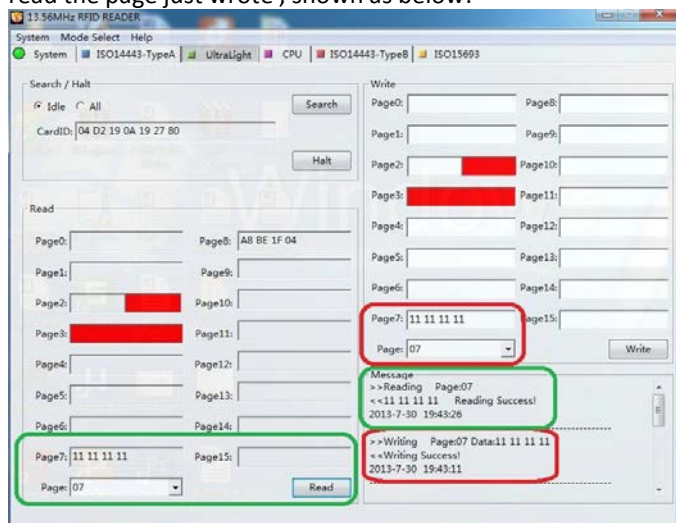 read the page just wrote , shown as below:
13.56MHz RFID READER
System Mode Select Help
System ISO14443-TypeA UltraLight CPU ISO14443-TypeB ISO15693
Search / Halt
Idle All Search
CardID: 04 D2 19 0A 19 27 80
Halt
Read
Page0: Page8: A8 BE 1F 04
Page1: Page9:
Page2: Page10:
Page3: Page11:
Page4: Page12:
Page5: Page13:
Page6: Page14:
Page7: 11 11 11 11 Page15:
Page: 07 Read
Write
Page0: Page8:
Page1: Page9:
Page2: Page10:
Page3: Page11:
Page4: Page12:
Page5: Page13:
Page6: Page14:
Page7: 11 11 11 11 Page15:
Page: 07 Write
Message
>>Reading Page:07
<<11 11 11 11 Reading Success!
2013-7-30 19:43:26
>>Writing Page:07 Data:11 11 11 11
<<Writing Success!
2013-7-30 19:43:11